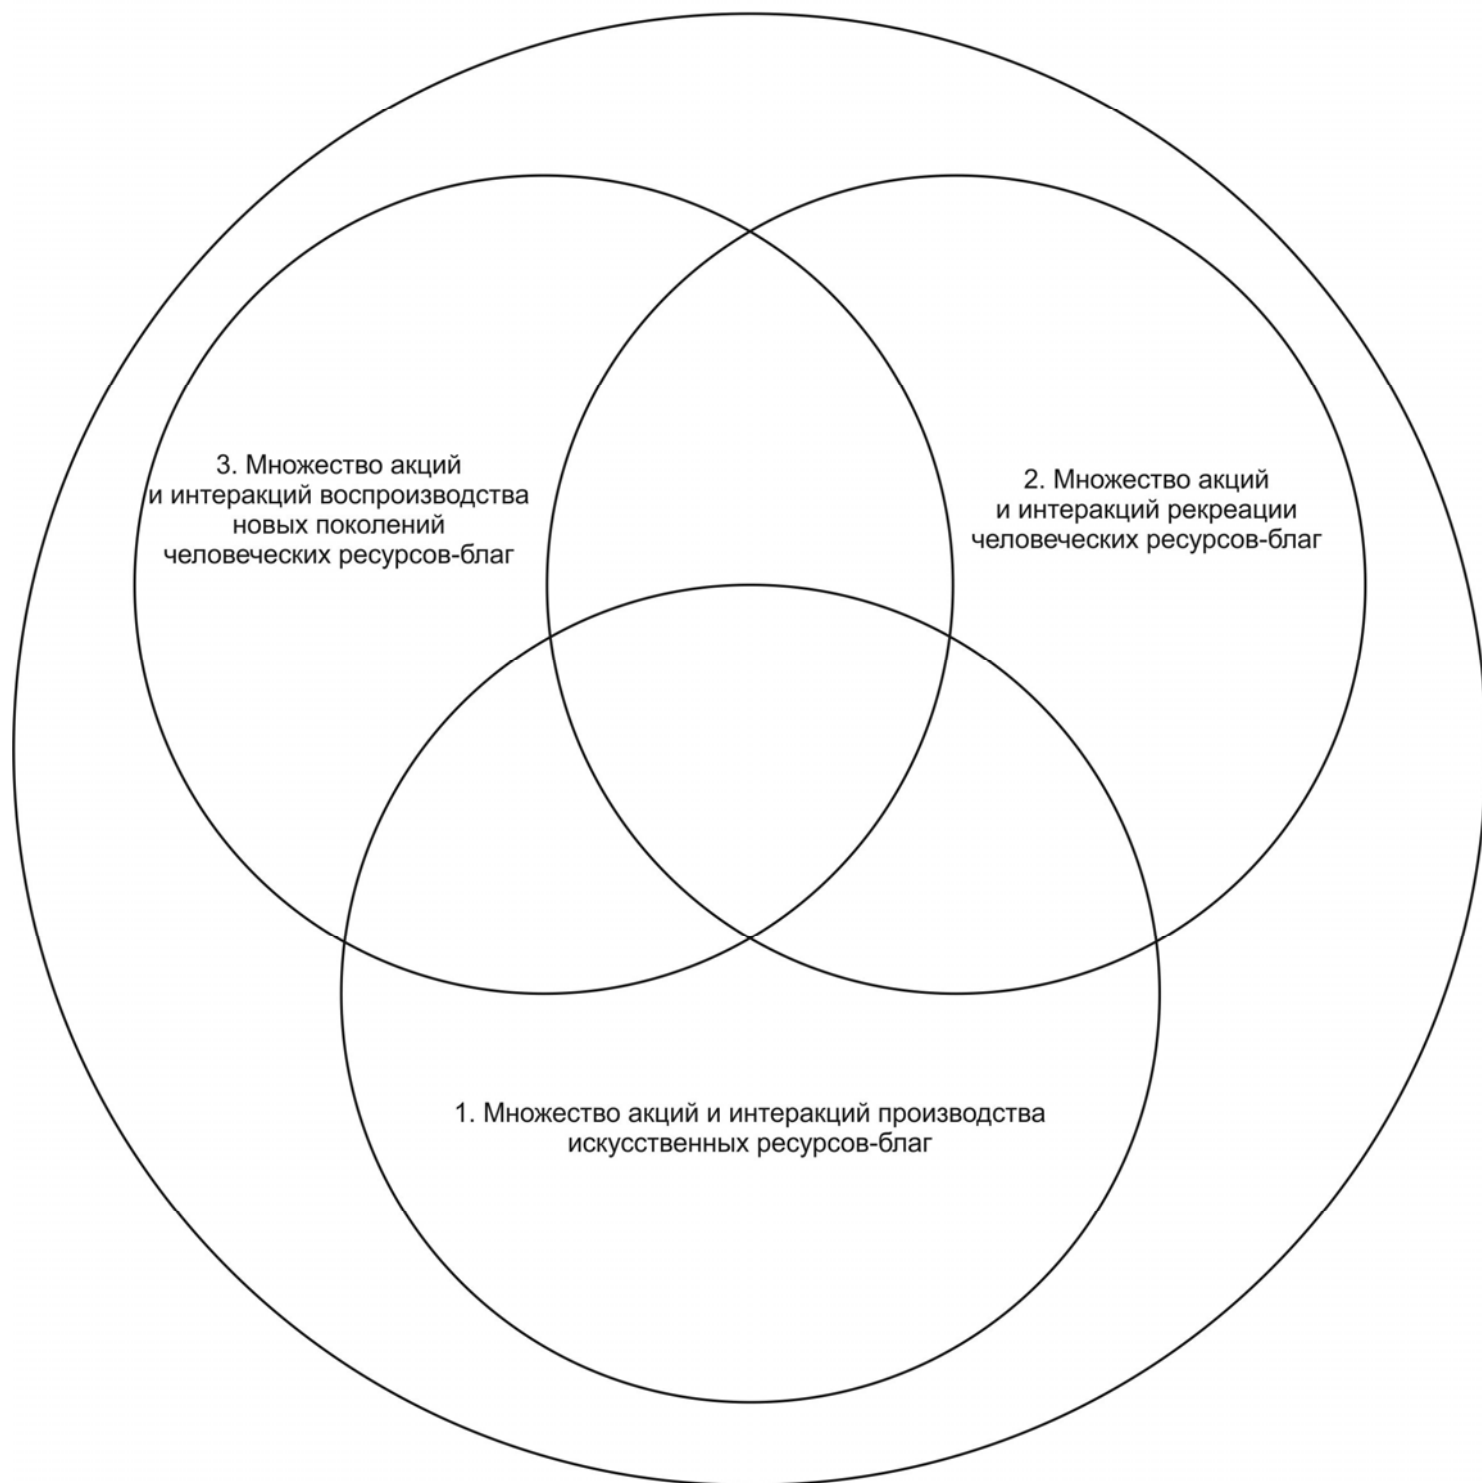 3. Множество акций
и интеракций воспроизводства
новых поколений
человеческих ресурсов-благ
2. Множество акций
и интеракций рекреации
человеческих ресурсов-благ
1. Множество акций и интеракций производства
искусственных ресурсов-благ